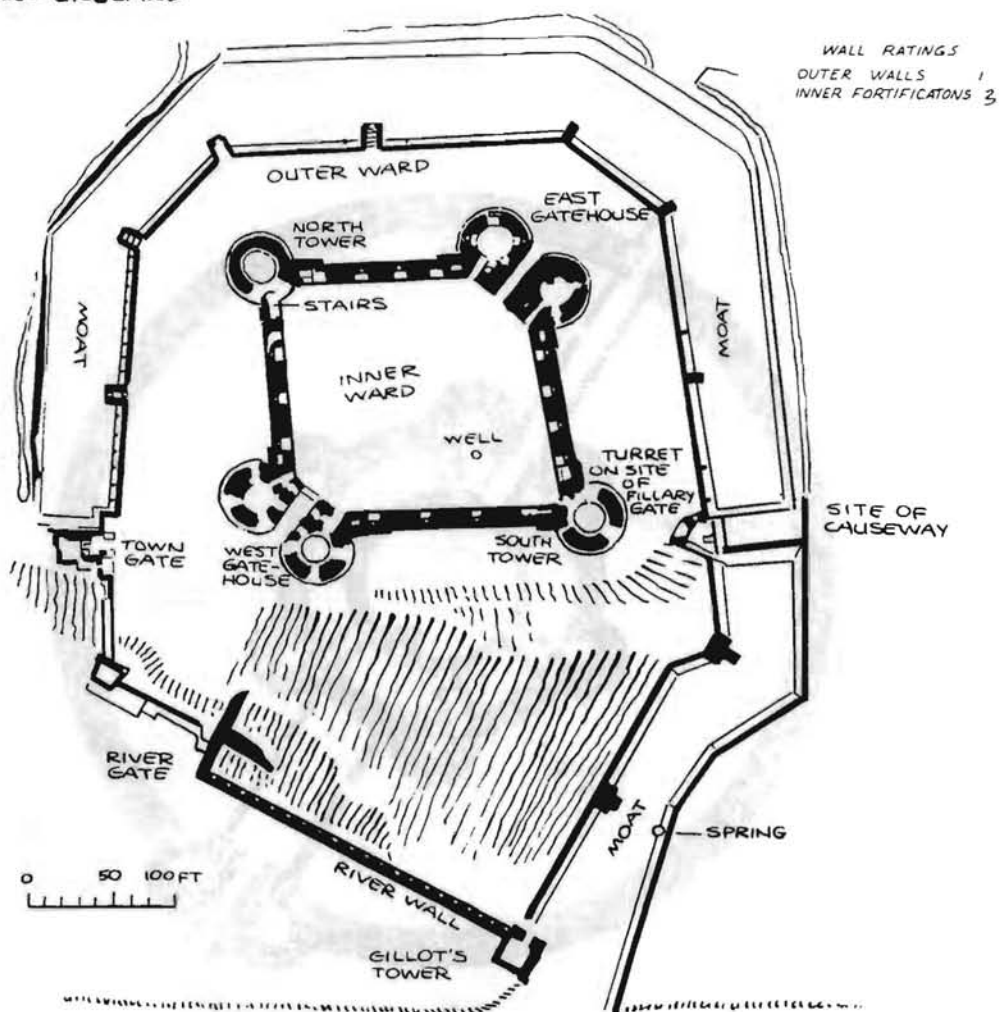 WALL RATINGS
OUTER WALLS 1
INNER FORTIFICATONS 3
OUTER WARD
EAST
GATEHOUSE
NORTH
TOWER
STAIRS
MOAT
MOAT
INNER
WARD
WELL
TURRET
ON SITE
OF
FILLARY
GATE
SITE OF
CAUSEWAY
TOWN
GATE
WEST
GATE-
HOUSE
SOUTH
TOWER
RIVER
GATE
MOAT
SPRING
0 50 100 FT
RIVER WALL
GILLOT'S
TOWER